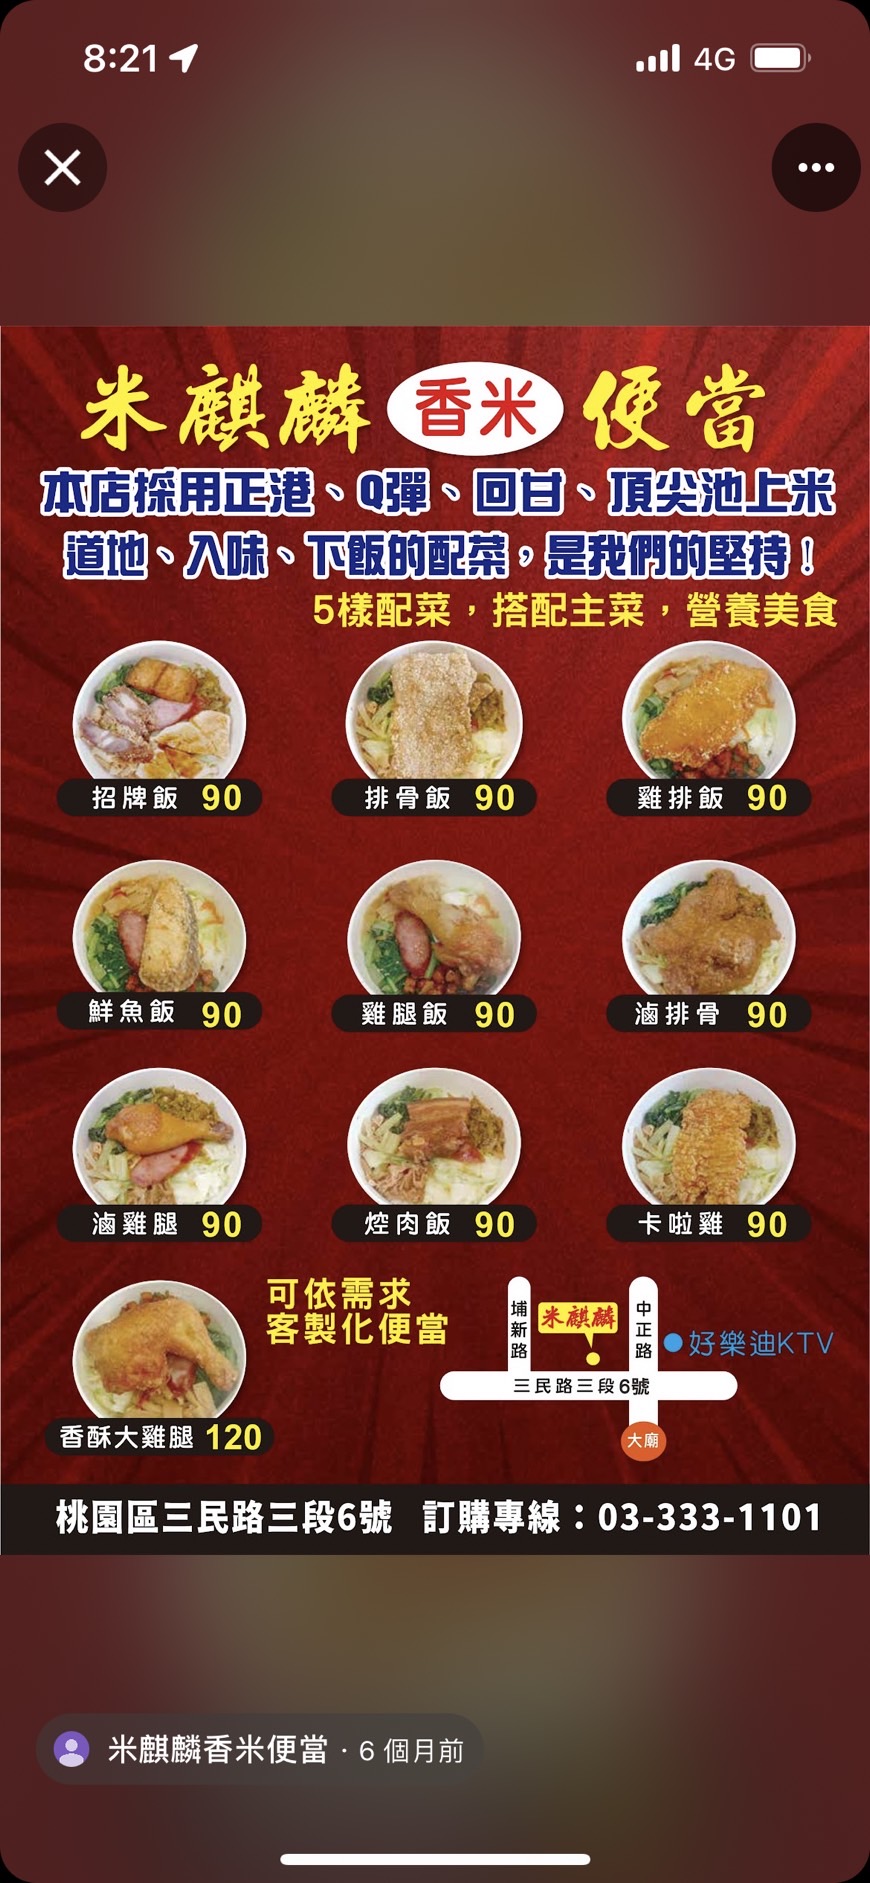 8:21
4G
米麒麟 香米 便當
本店採用正港、Q彈、回甘、頂尖池上米
道地、入味、下飯的配菜，是我們的堅持！
5樣配菜，搭配主菜，營養美食
招牌飯 90
排骨飯 90
雞排飯 90
鮮魚飯 90
雞腿飯 90
滷排骨 90
滷雞腿 90
焢肉飯 90
卡啦雞 90
香酥大雞腿 120
可依需求
客製化便當
埔新路
米麒麟
中正路
好樂迪KTV
三民路三段6號
大廟
桃園區三民路三段6號 訂購專線：03-333-1101
米麒麟香米便當 · 6 個月前